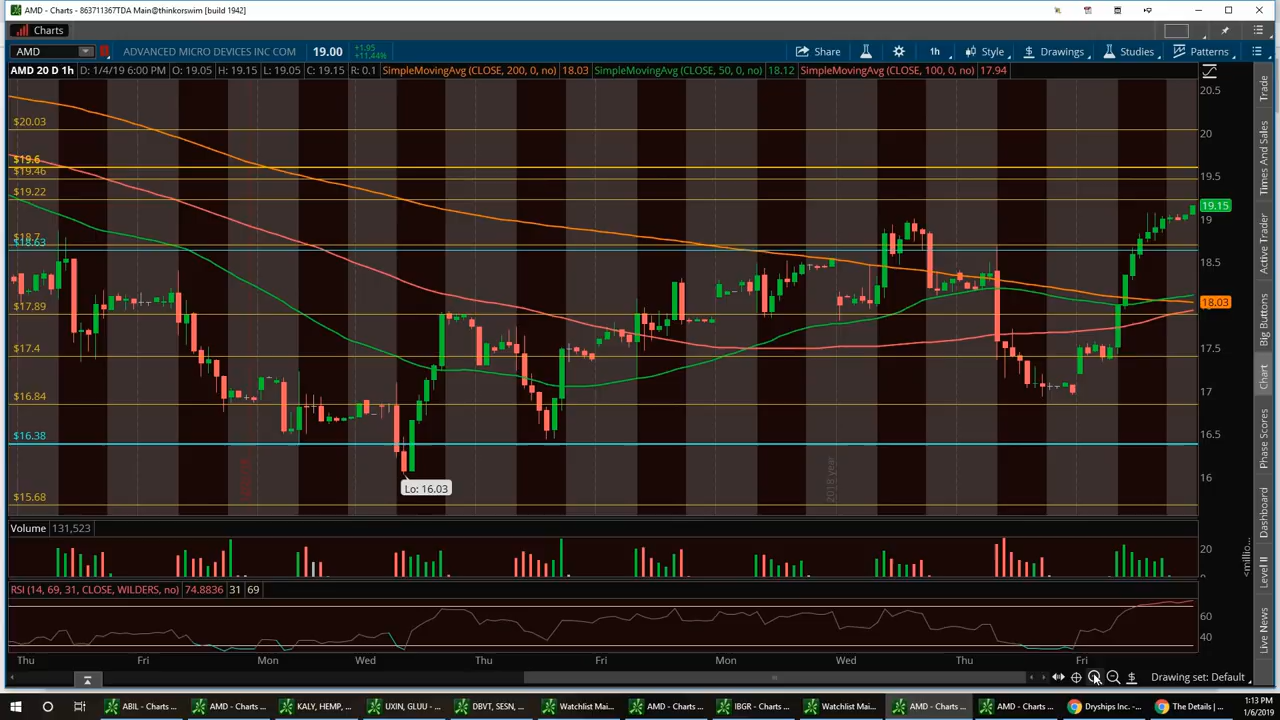 AMD - Charts - 863711367TDA Main@thinkorswim [build 1942]
Charts
AMD ADVANCED MICRO DEVICES INC COM 19.00 +1.95 +11.44% Share 1h Style Drawings Studies Patterns
AMD 20 D 1h D: 1/4/19 6:00 PM O: 19.05 H: 19.15 L: 19.05 C: 19.15 R: 0.1 SimpleMovingAvg (CLOSE, 200, 0, no) 18.03 SimpleMovingAvg (CLOSE, 50, 0, no) 18.12 SimpleMovingAvg (CLOSE, 100, 0, no) 17.94
20.5
$20.03
20
$19.6
$19.46
19.5
$19.22
19.15
19
$18.7
$18.63
18.5
18.03
$17.89
$17.4
17.5
$16.84
17
$16.38
16.5
Lo: 16.03
16
$15.68
2018 year
Volume 131,523
20
<millio...
RSI (14, 69, 31, CLOSE, WILDERS, no) 74.8836 31 69
60
40
Thu Fri Mon Wed Thu Fri Mon Wed Thu Fri
Drawing set: Default
Trade
Times And Sales
Active Trader
Big Buttons
Chart
Phase Scores
Dashboard
Level II
Live News
ABIL - Charts ... AMD - Charts - ... KALY, HEMP, ... UXIN, GLUU - ... DBVT, SESN, ... Watchlist Mai... AMD - Charts ... IBGR - Charts ... Watchlist Mai... AMD - Charts ... AMD - Charts ... Dryships Inc. -... The Details | ...
1:13 PM
1/6/2019